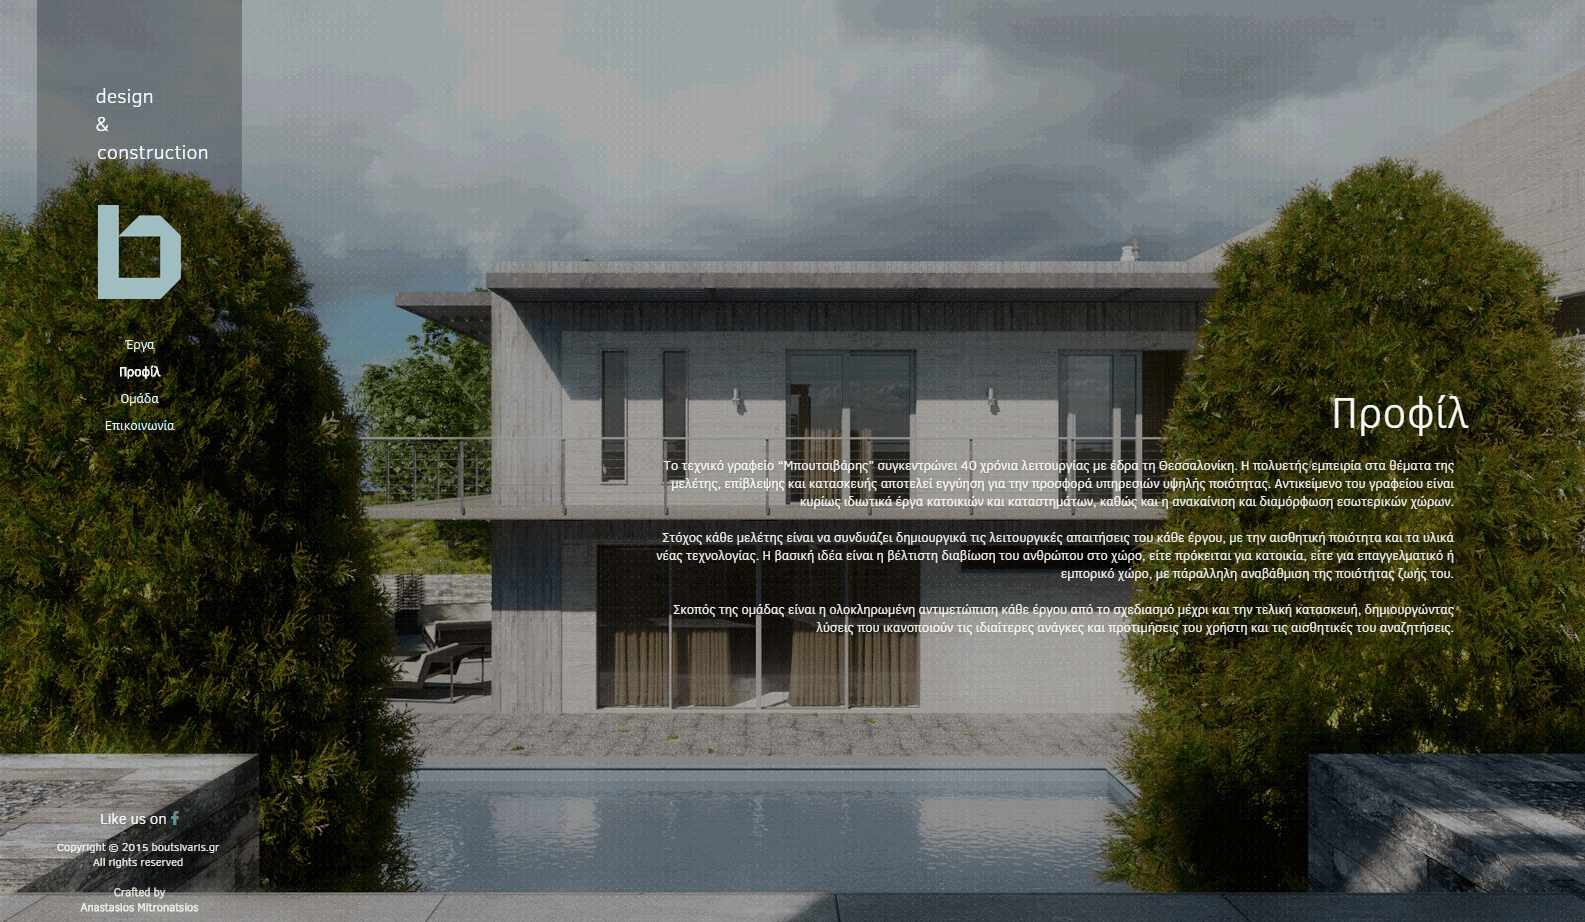 design
&
construction
b
Έργα
Προφίλ
Ομάδα
Επικοινωνία
Προφίλ
Το τεχνικό γραφείο “Μπουτσιβάρης” συγκεντρώνει 40 χρόνια λειτουργίας με έδρα τη Θεσσαλονίκη. Η πολυετής εμπειρία στα θέματα της
μελέτης, επίβλεψης και κατασκευής αποτελεί εγγύηση για την προσφορά υπηρεσιών υψηλής ποιότητας. Αντικείμενο του γραφείου είναι
κυρίως ιδιωτικά έργα κατοικιών και καταστημάτων, καθώς και η ανακαίνιση και διαμόρφωση εσωτερικών χώρων.
Στόχος κάθε μελέτης είναι να συνδυάζει δημιουργικά τις λειτουργικές απαιτήσεις του κάθε έργου, με την αισθητική ποιότητα και τα υλικά
νέας τεχνολογίας. Η βασική ιδέα είναι η βέλτιστη διαβίωση του ανθρώπου στο χώρο, είτε πρόκειται για κατοικία, είτε για επαγγελματικό ή
εμπορικό χώρο, με πάραλληλη αναβάθμιση της ποιότητας ζωής του.
Σκοπός της ομάδας είναι η ολοκληρωμένη αντιμετώπιση κάθε έργου από το σχεδιασμό μέχρι και την τελική κατασκευή, δημιουργώντας
λύσεις που ικανοποιούν τις ιδιαίτερες ανάγκες και προτιμήσεις του χρήστη και τις αισθητικές του αναζητήσεις.
Like us on f
Copyright © 2015 boutsivaris.gr
All rights reserved
Crafted by
Anastasios Mitronatsios